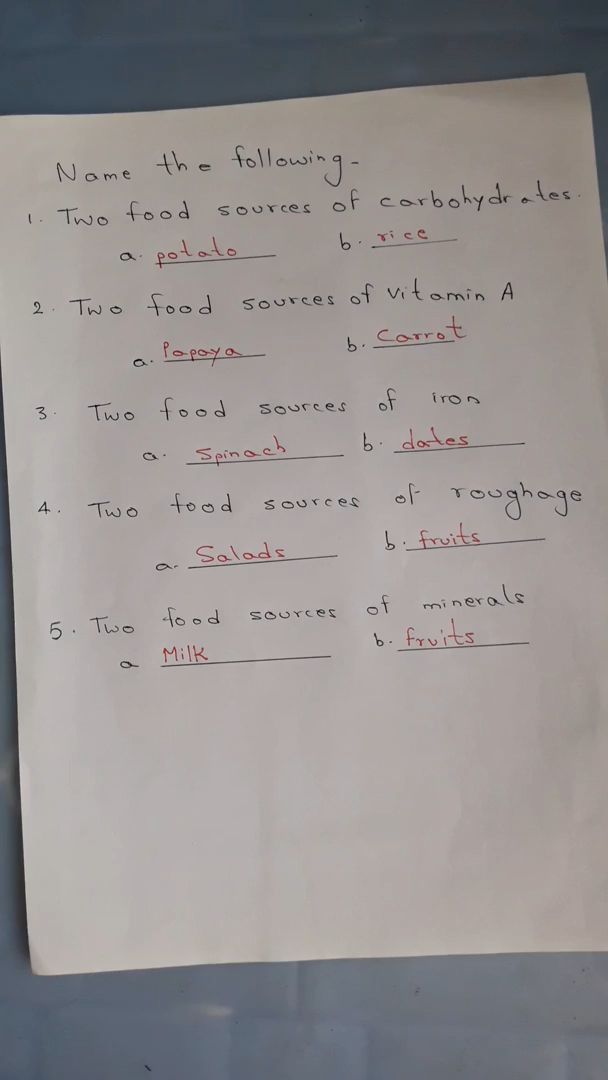 Name the following-
1. Two food sources of carbohydrates.
a. potato b. rice
2. Two food sources of vitamin A
a. Papaya b. Carrot
3. Two food sources of iron
a. Spinach b. dates
4. Two food sources of roughage
a. Salads b. fruits
5. Two food sources of minerals
a Milk b. fruits